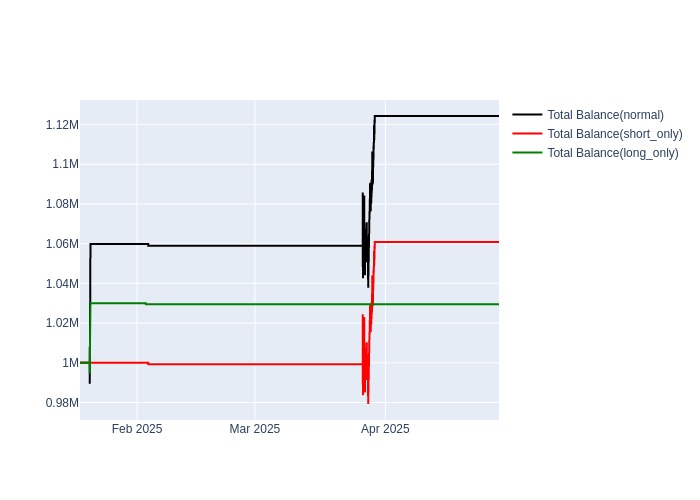 1.12M
1.1M
1.08M
1.06M
1.04M
1.02M
1M
0.98M
Feb 2025
Mar 2025
Apr 2025
Total Balance(normal)
Total Balance(short_only)
Total Balance(long_only)